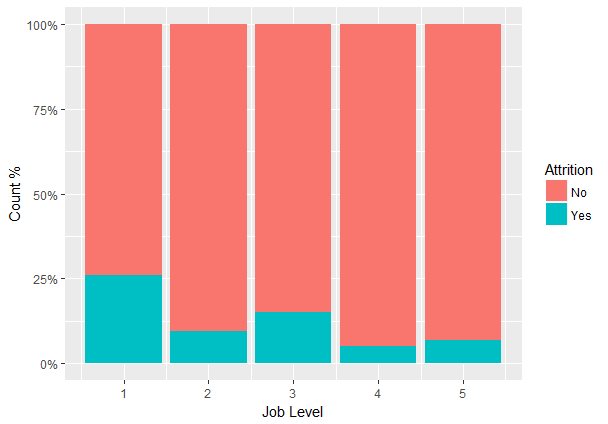 100%
75%
50%
25%
0%
Count %
1 2 3 4 5
Job Level
Attrition
No
Yes